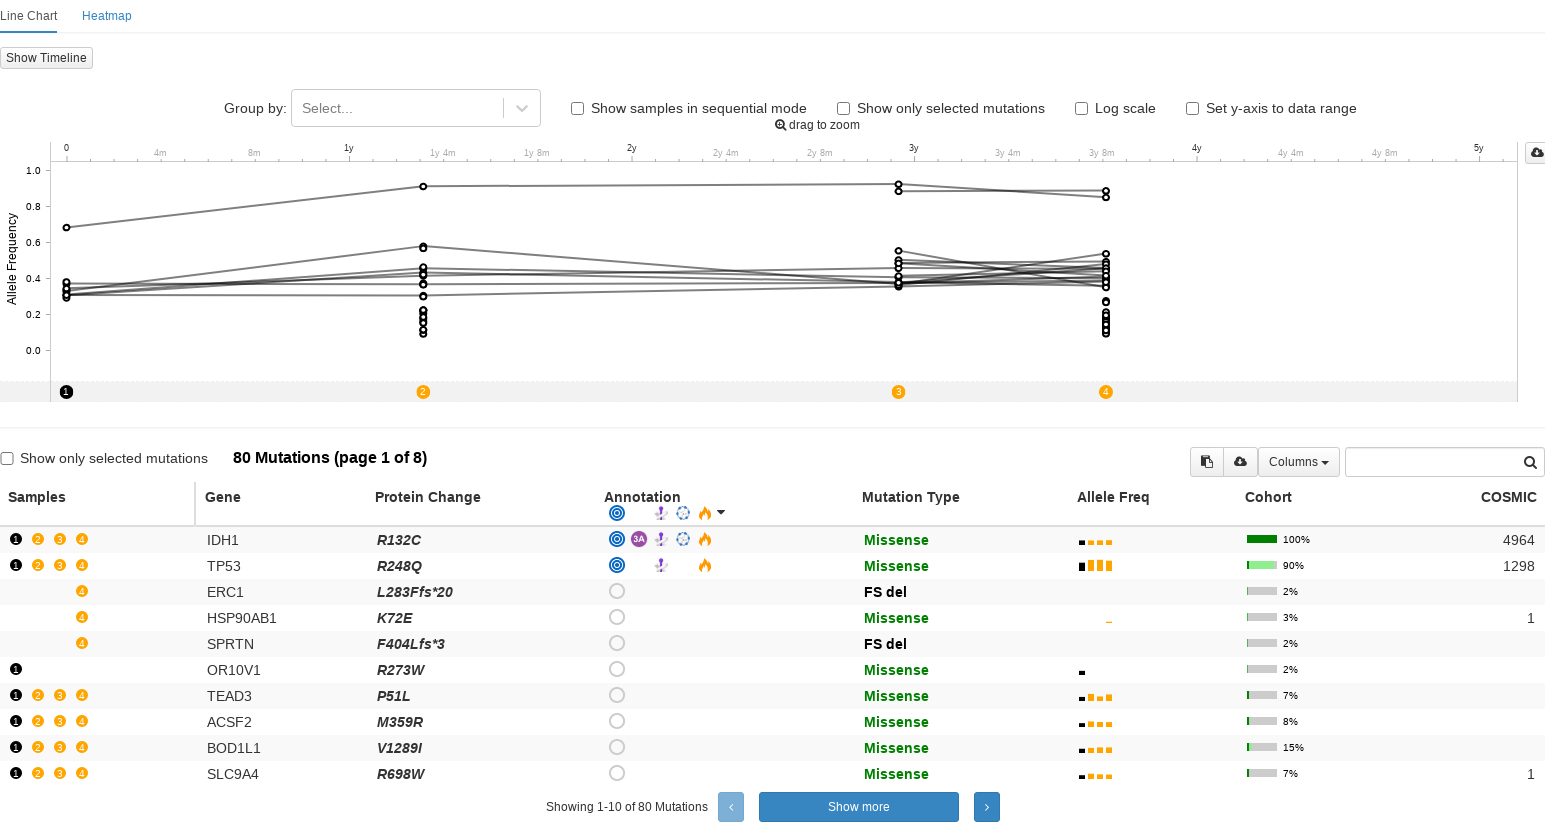 Line Chart Heatmap
Show Timeline
Group by: Select... Show samples in sequential mode Show only selected mutations Log scale Set y-axis to data range
drag to zoom
0 4m 8m 1y 1y 4m 1y 8m 2y 2y 4m 2y 8m 3y 3y 4m 3y 8m 4y 4y 4m 4y 8m 5y
1.0
0.8
0.6
0.4
0.2
0.0
Allele Frequency
1 2 3 4
Show only selected mutations 80 Mutations (page 1 of 8) Columns
Samples Gene Protein Change Annotation Mutation Type Allele Freq Cohort COSMIC
1 2 3 4 IDH1 R132C 3A Missense 100% 4964
1 2 3 4 TP53 R248Q Missense 90% 1298
4 ERC1 L283Ffs*20 FS del 2%
4 HSP90AB1 K72E Missense 3% 1
4 SPRTN F404Lfs*3 FS del 2%
1 OR10V1 R273W Missense 2%
1 2 3 4 TEAD3 P51L Missense 7%
1 2 3 4 ACSF2 M359R Missense 8%
1 2 3 4 BOD1L1 V1289I Missense 15%
1 2 3 4 SLC9A4 R698W Missense 7% 1
Showing 1-10 of 80 Mutations ‹ Show more ›